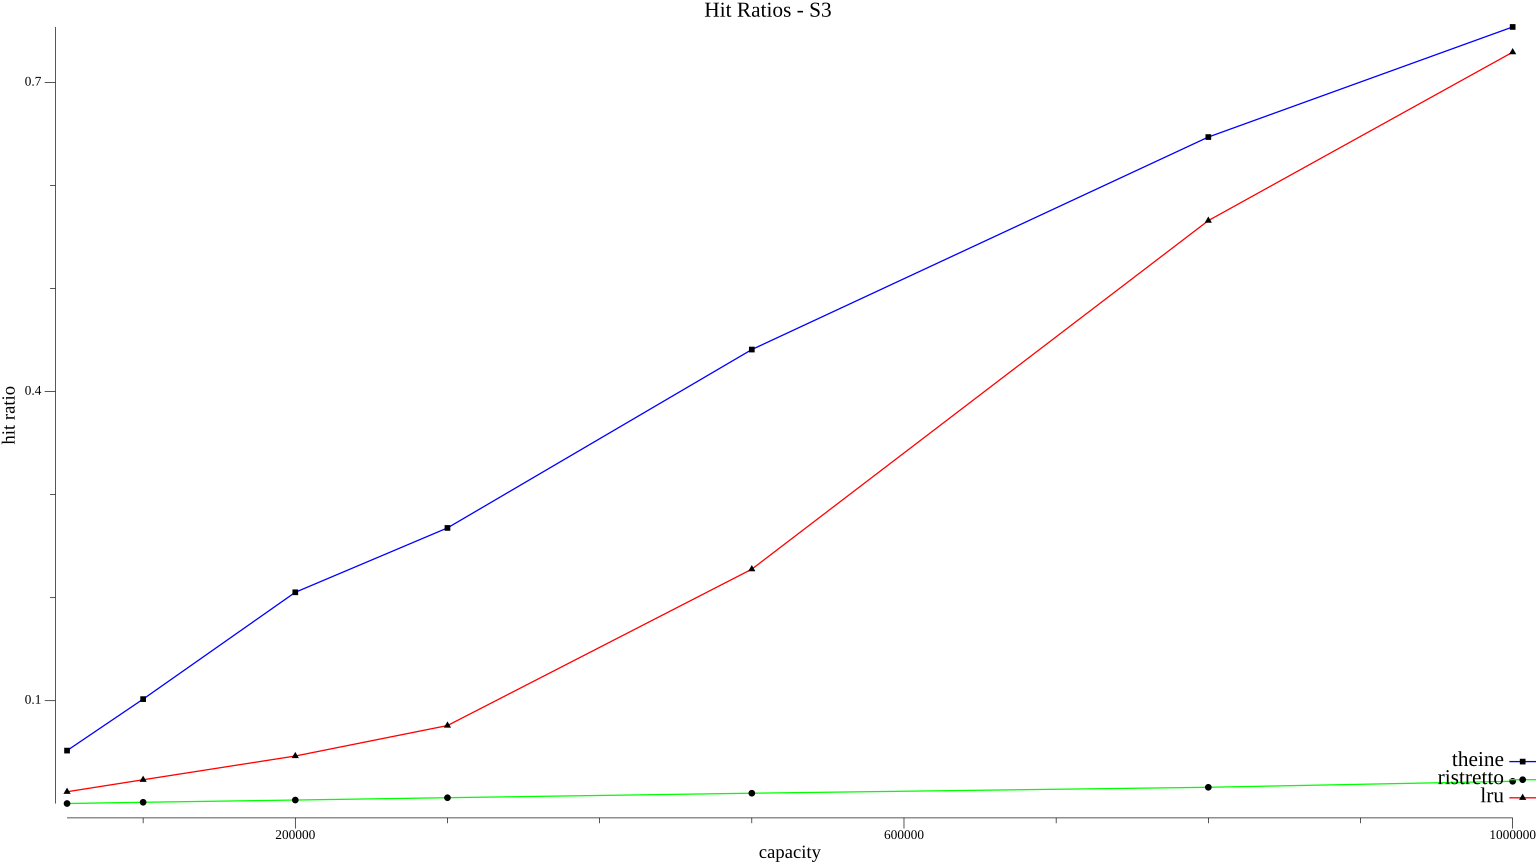 Hit Ratios - S3
0.7
0.4
0.1
hit ratio
200000
600000
1000000
capacity
theine
ristretto
lru